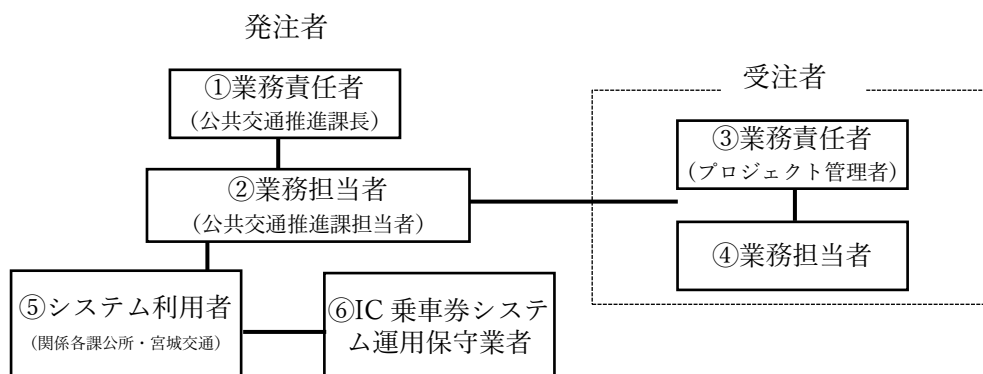 発注者
①業務責任者
(公共交通推進課長)
②業務担当者
(公共交通推進課担当者)
⑤システム利用者
(関係各課公所・宮城交通)
⑥IC 乗車券システ
ム運用保守業者
受注者
③業務責任者
(プロジェクト管理者)
④業務担当者